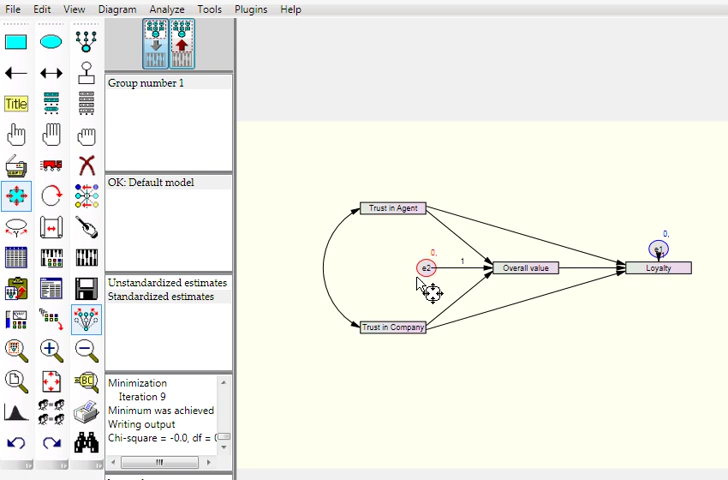 File Edit View Diagram Analyze Tools Plugins Help
Title
Group number 1
OK: Default model
Unstandardized estimates
Standardized estimates
Minimization
Iteration 9
Minimum was achieved
Writing output
Chi-square = -0.0, df =
BC
Trust in Agent
0,
e1
0,
e2
1
Overall value
Loyalty
Trust in Company